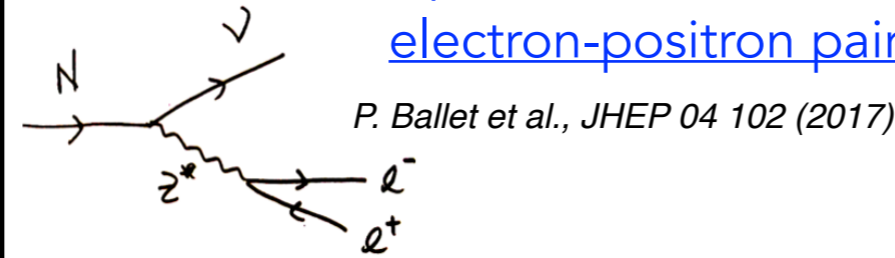 ν
electron-positron pair
N
P. Ballet et al., JHEP 04 102 (2017)
Z*
e⁻
e⁺